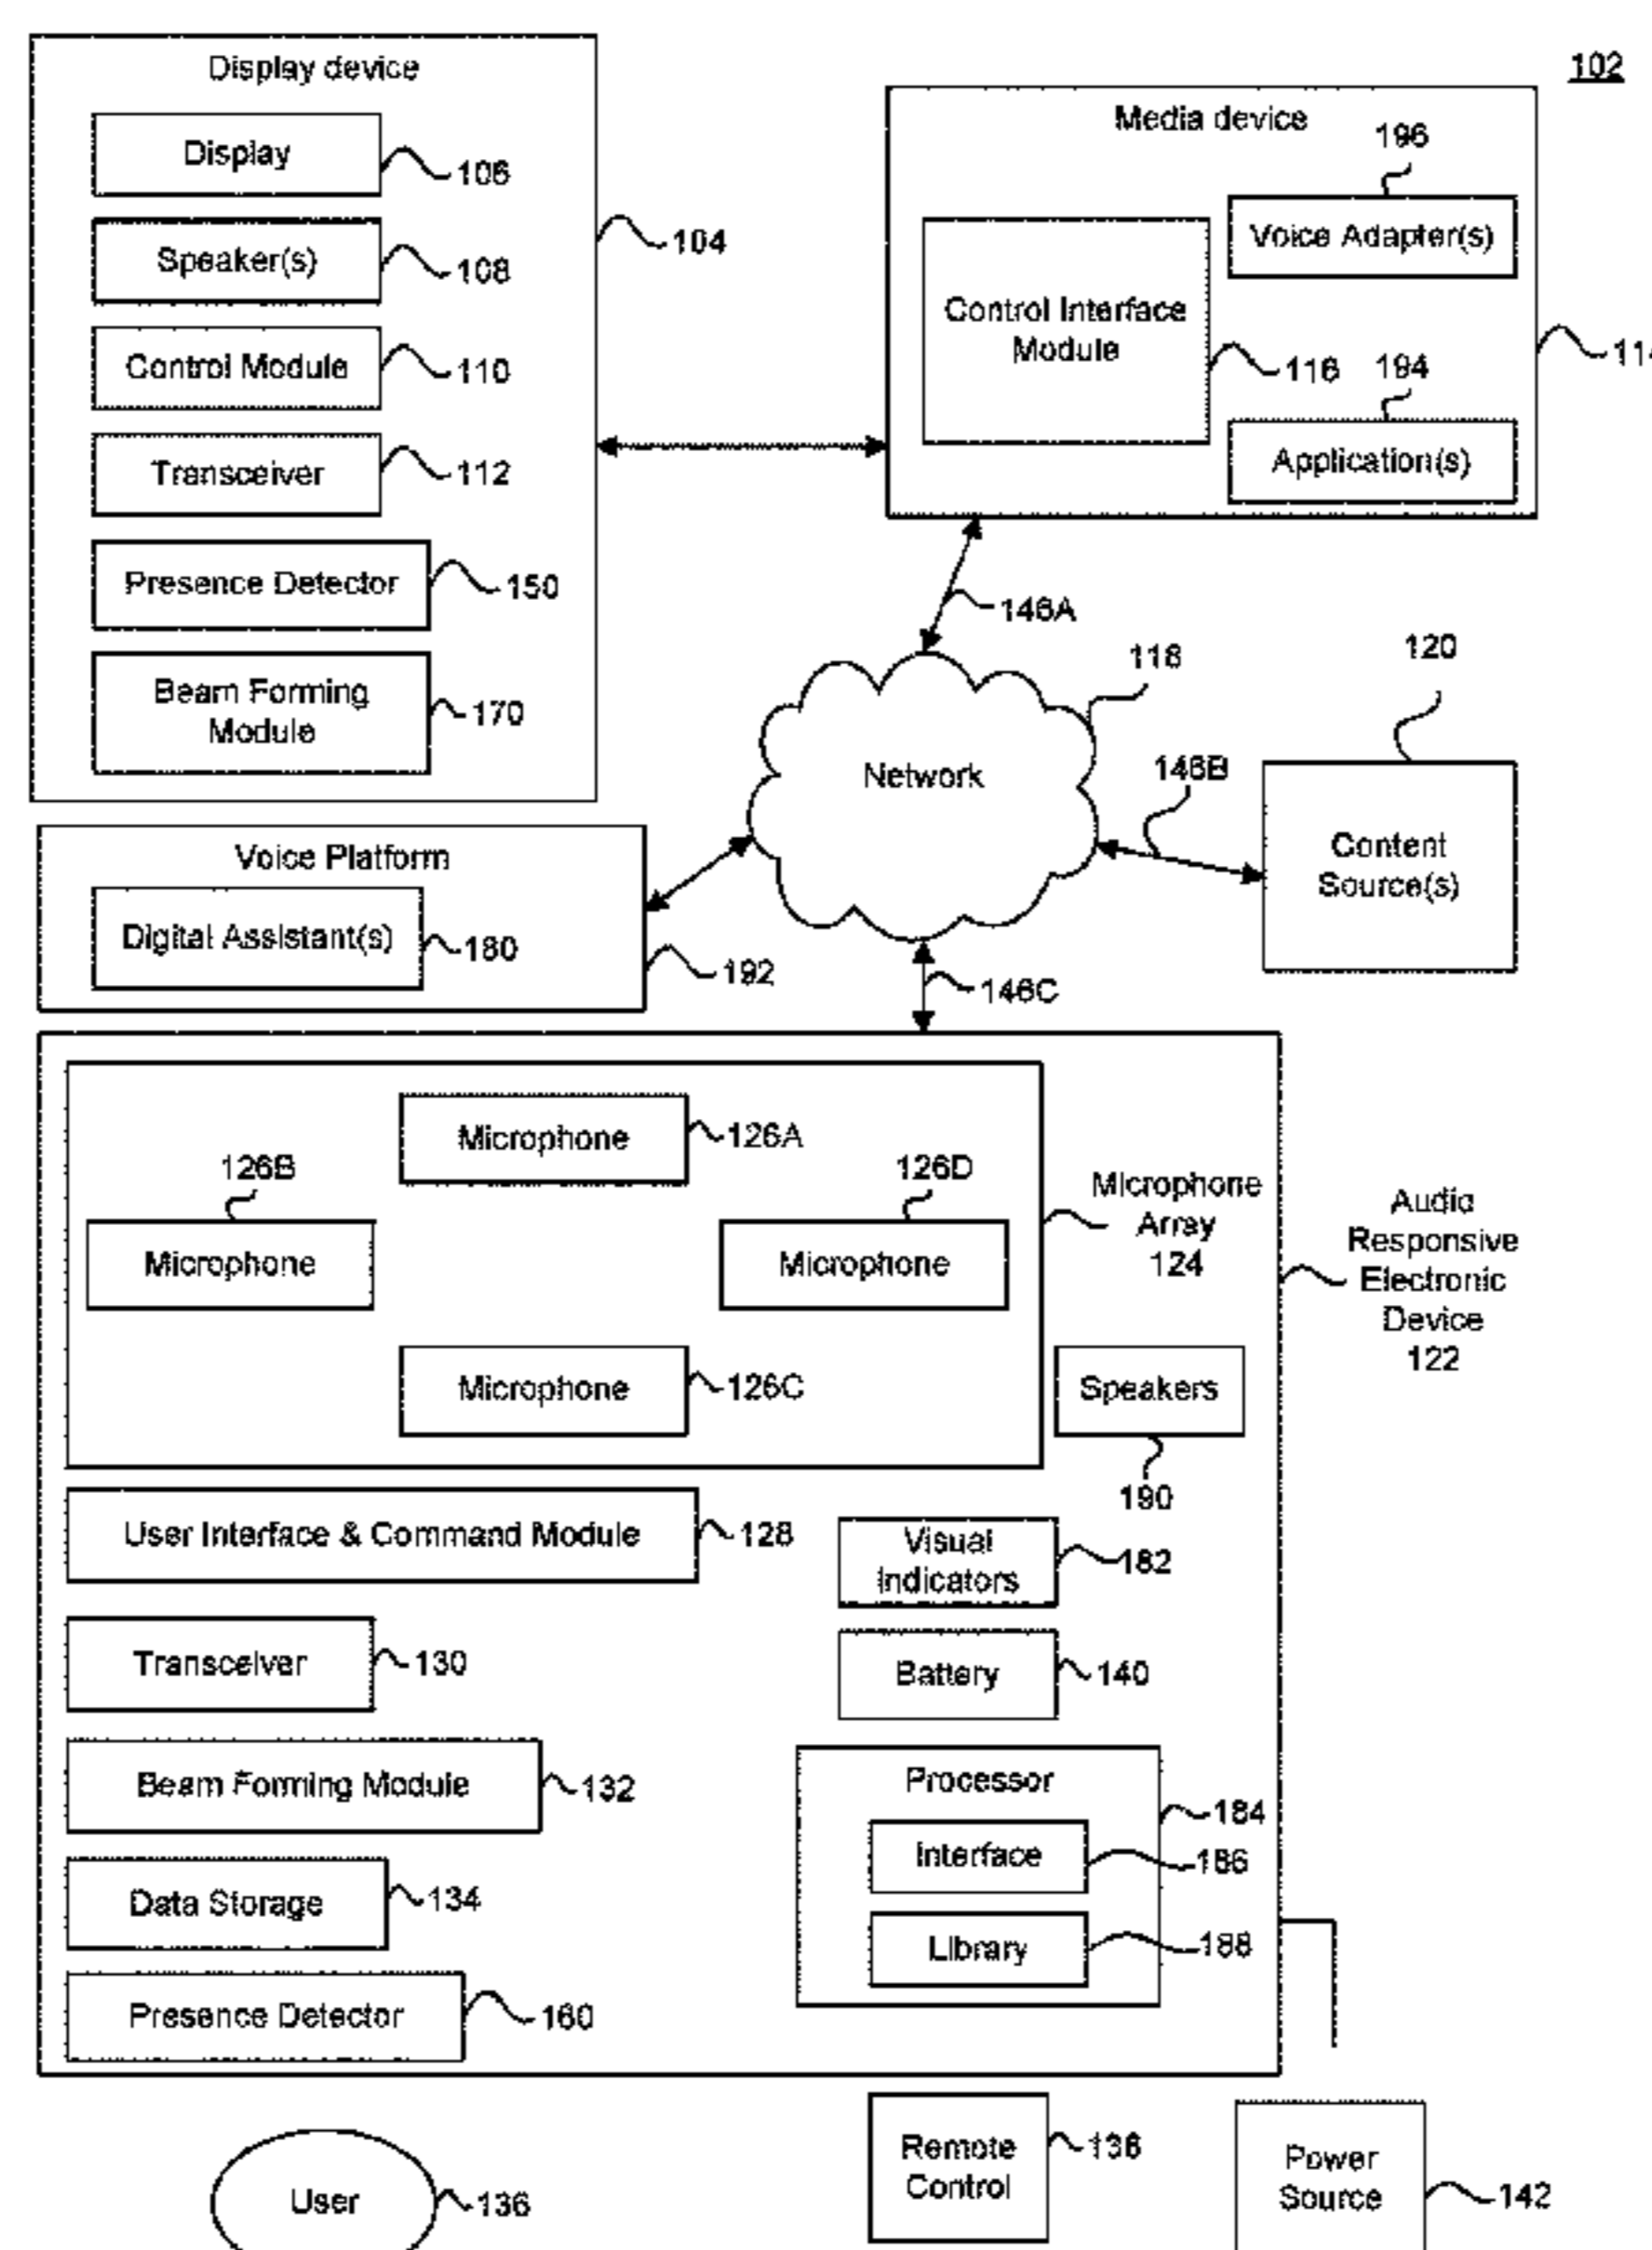 102
Display device
Display
106
Speaker(s)
108
104
Control Module
110
Transceiver
112
Presence Detector
150
Beam Forming
Module
170
Media device
196
Voice Adapter(s)
Control Interface
Module
116
194
Application(s)
114
146A
118
Network
120
146B
Content
Source(s)
Voice Platform
Digital Assistant(s)
180
192
146C
Microphone
126A
126B
Microphone
126D
Microphone
Microphone
126C
Microphone
Array
124
Audio
Responsive
Electronic
Device
122
Speakers
190
User Interface & Command Module
128
Visual
Indicators
182
Transceiver
130
Battery
140
Beam Forming Module
132
Processor
184
Interface
186
Library
188
Data Storage
134
Presence Detector
160
User
136
Remote
Control
138
Power
Source
142